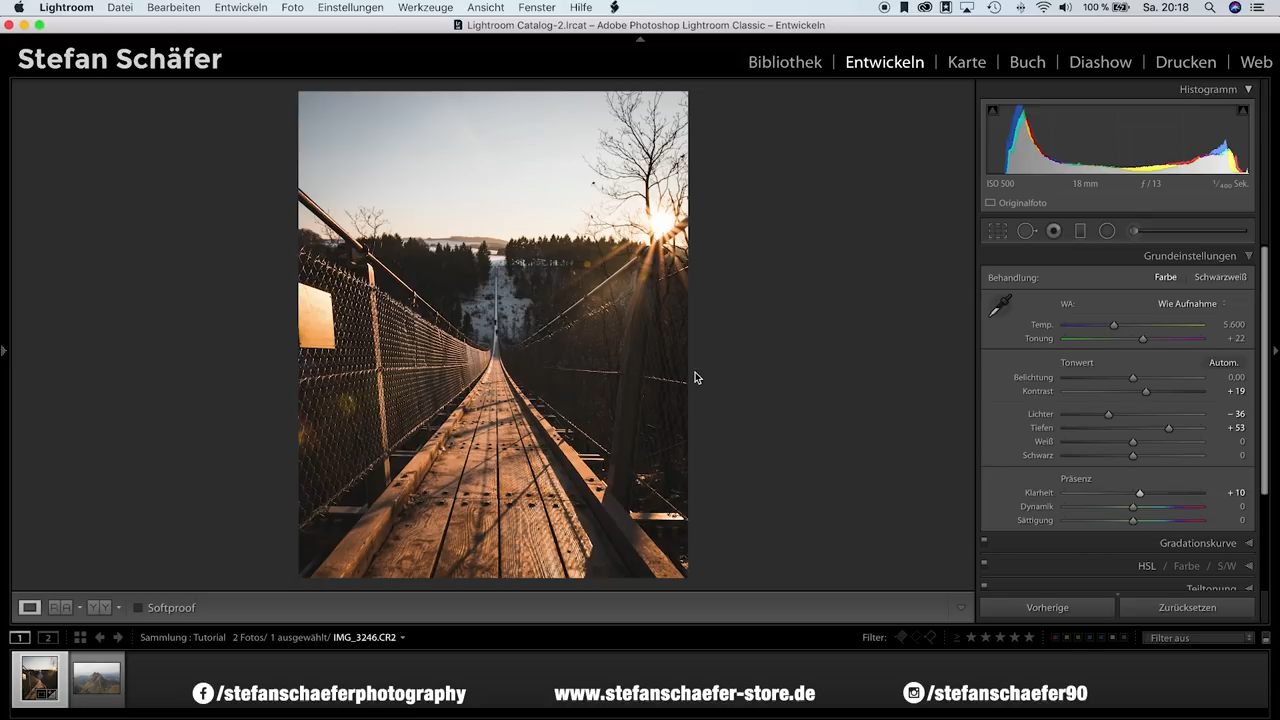 Lightroom Datei Bearbeiten Entwickeln Foto Einstellungen Werkzeuge Ansicht Fenster Hilfe 100 % Sa. 20:18
Lightroom Catalog-2.lrcat – Adobe Photoshop Lightroom Classic – Entwickeln
Stefan Schäfer
Bibliothek | Entwickeln | Karte | Buch | Diashow | Drucken | Web
Histogramm
ISO 500 18 mm ƒ / 13 1/400 Sek.
Originalfoto
Grundeinstellungen
Behandlung: Farbe Schwarzweiß
WA: Wie Aufnahme
Temp. 5.600
Tonung + 22
Tonwert Autom.
Belichtung 0,00
Kontrast + 19
Lichter − 36
Tiefen + 53
Weiß 0
Schwarz 0
Präsenz
Klarheit + 10
Dynamik 0
Sättigung 0
Gradationskurve
HSL / Farbe / S/W
Teiltonung
Softproof
Vorherige Zurücksetzen
1 2 Sammlung : Tutorial 2 Fotos/ 1 ausgewählt/ IMG_3246.CR2 Filter: Filter aus
/stefanschaeferphotography www.stefanschaefer-store.de /stefanschaefer90